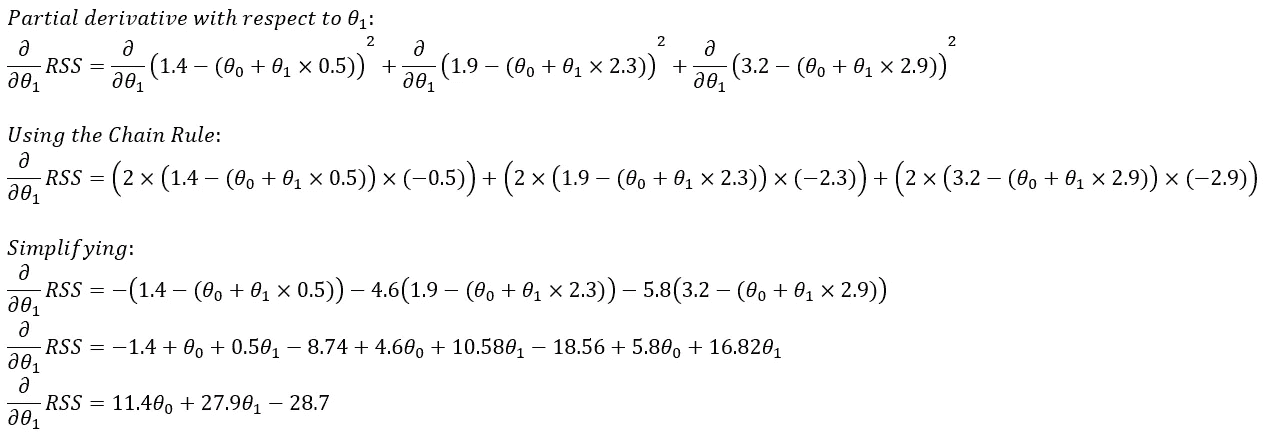 Partial derivative with respect to θ₁:
∂/∂θ₁ RSS = ∂/∂θ₁ (1.4 − (θ₀ + θ₁ × 0.5))² + ∂/∂θ₁ (1.9 − (θ₀ + θ₁ × 2.3))² + ∂/∂θ₁ (3.2 − (θ₀ + θ₁ × 2.9))²
Using the Chain Rule:
∂/∂θ₁ RSS = (2 × (1.4 − (θ₀ + θ₁ × 0.5)) × (−0.5)) + (2 × (1.9 − (θ₀ + θ₁ × 2.3)) × (−2.3)) + (2 × (3.2 − (θ₀ + θ₁ × 2.9)) × (−2.9))
Simplifying:
∂/∂θ₁ RSS = −(1.4 − (θ₀ + θ₁ × 0.5)) − 4.6(1.9 − (θ₀ + θ₁ × 2.3)) − 5.8(3.2 − (θ₀ + θ₁ × 2.9))
∂/∂θ₁ RSS = −1.4 + θ₀ + 0.5θ₁ − 8.74 + 4.6θ₀ + 10.58θ₁ − 18.56 + 5.8θ₀ + 16.82θ₁
∂/∂θ₁ RSS = 11.4θ₀ + 27.9θ₁ − 28.7